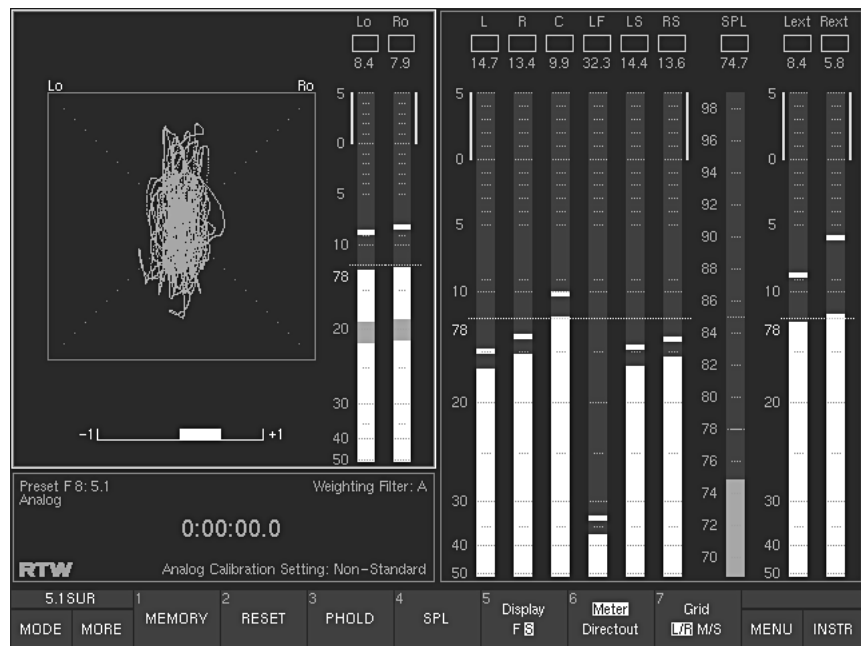 Lo Ro
8.4 7.9
Lo Ro
5
0
5
10
78
20
30
40
50
-1 +1
L R C LF LS RS SPL Lext Rext
14.7 13.4 9.9 32.3 14.4 13.6 74.7 8.4 5.8
5
0
5
10
78
20
30
40
50
98
96
94
92
90
88
86
84
82
80
78
76
74
72
70
5
0
5
10
78
20
30
40
50
Preset F 8: 5.1 Weighting Filter: A
Analog
0:00:00.0
RTW Analog Calibration Setting: Non-Standard
5.1SUR
MODE MORE
1 MEMORY
2 RESET
3 PHOLD
4 SPL
5 Display
F S
6 Meter
Directout
7 Grid
L/R M/S
MENU INSTR